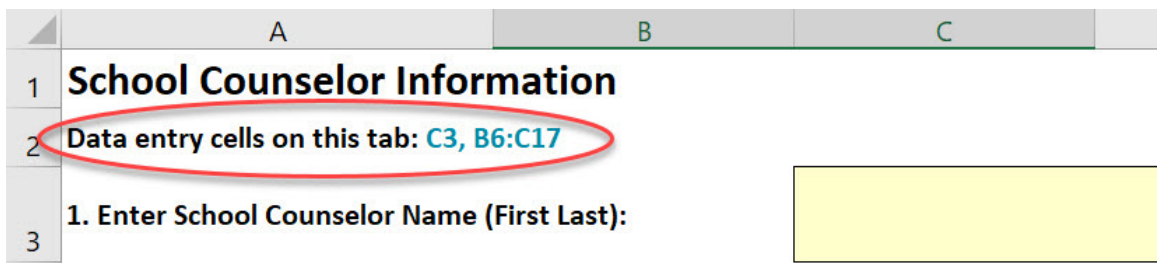 A B C
1 School Counselor Information
2 Data entry cells on this tab: C3, B6:C17
3 1. Enter School Counselor Name (First Last):